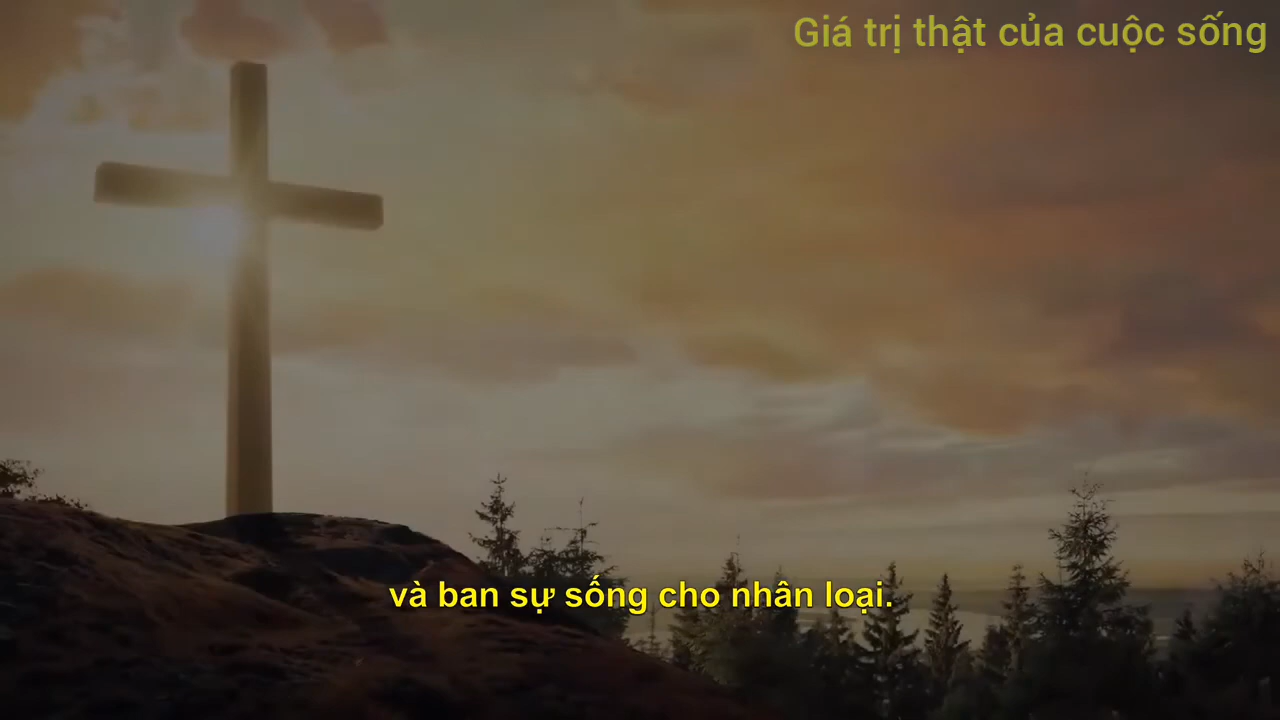 Giá trị thật của cuộc sống
và ban sự sống cho nhân loại.